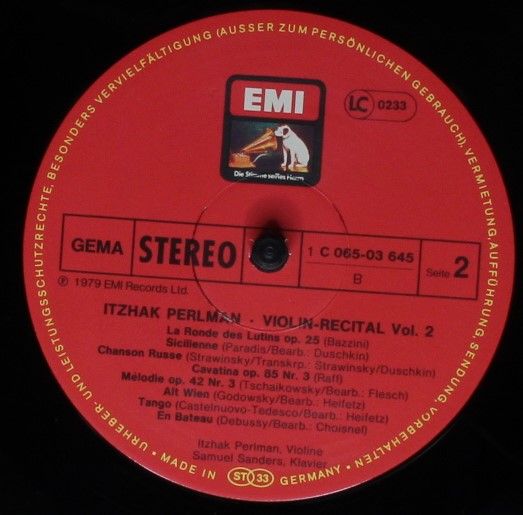 URHEBER- UND LEISTUNGSSCHUTZRECHTE, BESONDERS VERVIELFÄLTIGUNG (AUSSER ZUM PERSÖNLICHEN GEBRAUCH), VERMIETUNG, AUFFÜHRUNG, SENDUNG, VORBEHALTEN
EMI
LC 0233
Die Stimme seines Herrn
GEMA
STEREO
1 C 065-03 645
B
Seite 2
℗ 1979 EMI Records Ltd.
ITZHAK PERLMAN · VIOLIN-RECITAL Vol. 2
La Ronde des Lutins op. 25 (Bazzini)
Sicilienne (Paradis/Bearb.: Duschkin)
Chanson Russe (Strawinsky/Transkrp.: Strawinsky/Duschkin)
Cavatina op. 85 Nr. 3 (Raff)
Mélodie op. 42 Nr. 3 (Tschaikowsky/Bearb.: Flesch)
Alt Wien (Godowsky/Bearb.: Heifetz)
Tango (Castelnuovo-Tedesco/Bearb.: Heifetz)
En Bateau (Debussy/Bearb.: Choisnel)
Itzhak Perlman, Violine
Samuel Sanders, Klavier
• MADE IN ST 33 GERMANY •